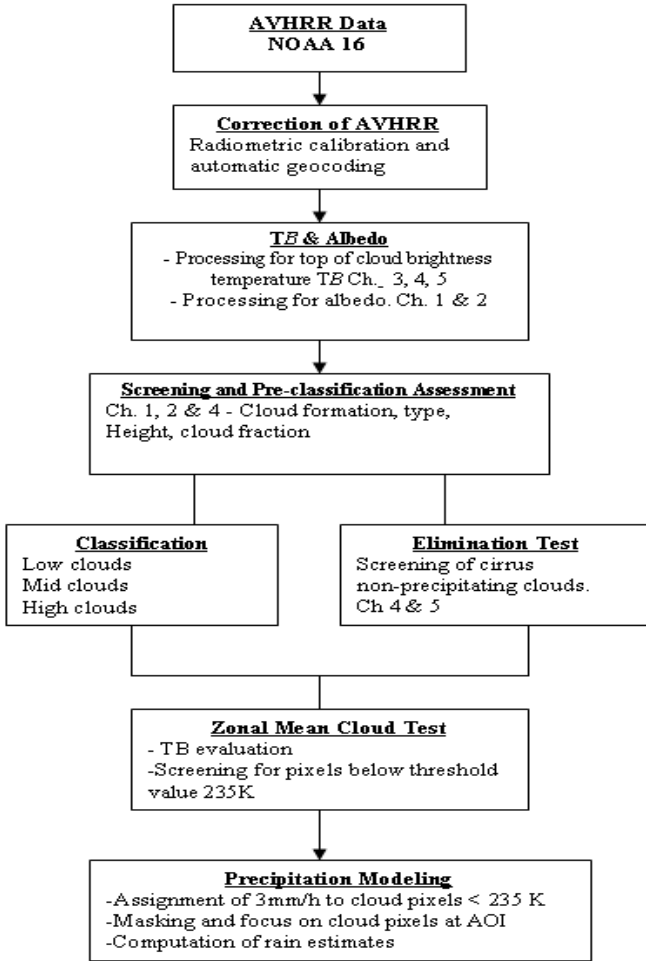 AVHRR Data
NOAA 16
Correction of AVHRR
Radiometric calibration and
automatic geocoding
TB & Albedo
- Processing for top of cloud brightness
temperature TB Ch._ 3, 4, 5
- Processing for albedo. Ch. 1 & 2
Screening and Pre-classification Assessment
Ch. 1, 2 & 4 - Cloud formation, type,
Height, cloud fraction
Classification
Low clouds
Mid clouds
High clouds
Elimination Test
Screening of cirrus
non-precipitating clouds.
Ch 4 & 5
Zonal Mean Cloud Test
- TB evaluation
-Screening for pixels below threshold
value 235K
Precipitation Modeling
-Assignment of 3mm/h to cloud pixels < 235 K
-Masking and focus on cloud pixels at AOI
-Computation of rain estimates